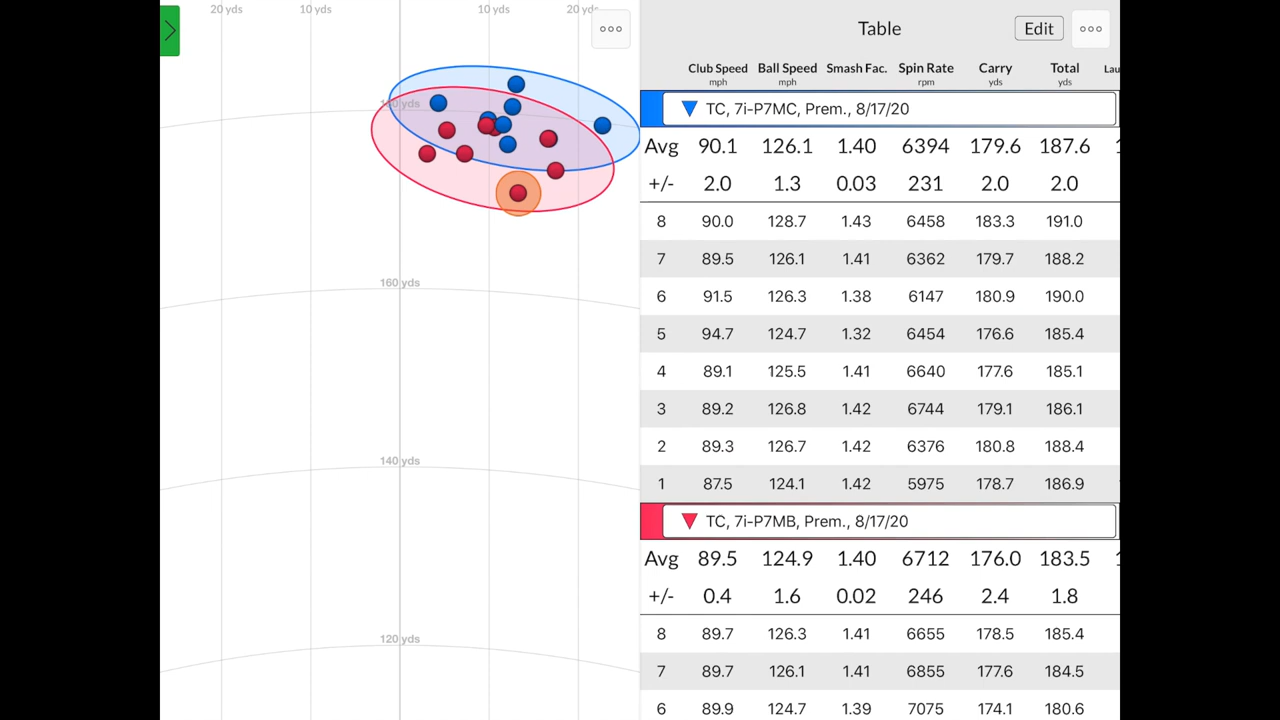 20 yds 10 yds 10 yds 20 yds
160 yds
140 yds
120 yds
Table Edit
Club Speed Ball Speed Smash Fac. Spin Rate Carry Total Lau
mph mph rpm yds yds
TC, 7i-P7MC, Prem., 8/17/20
Avg 90.1 126.1 1.40 6394 179.6 187.6 1
+/- 2.0 1.3 0.03 231 2.0 2.0
8 90.0 128.7 1.43 6458 183.3 191.0
7 89.5 126.1 1.41 6362 179.7 188.2
6 91.5 126.3 1.38 6147 180.9 190.0
5 94.7 124.7 1.32 6454 176.6 185.4
4 89.1 125.5 1.41 6640 177.6 185.1
3 89.2 126.8 1.42 6744 179.1 186.1
2 89.3 126.7 1.42 6376 180.8 188.4
1 87.5 124.1 1.42 5975 178.7 186.9
TC, 7i-P7MB, Prem., 8/17/20
Avg 89.5 124.9 1.40 6712 176.0 183.5 1
+/- 0.4 1.6 0.02 246 2.4 1.8
8 89.7 126.3 1.41 6655 178.5 185.4
7 89.7 126.1 1.41 6855 177.6 184.5
6 89.9 124.7 1.39 7075 174.1 180.6